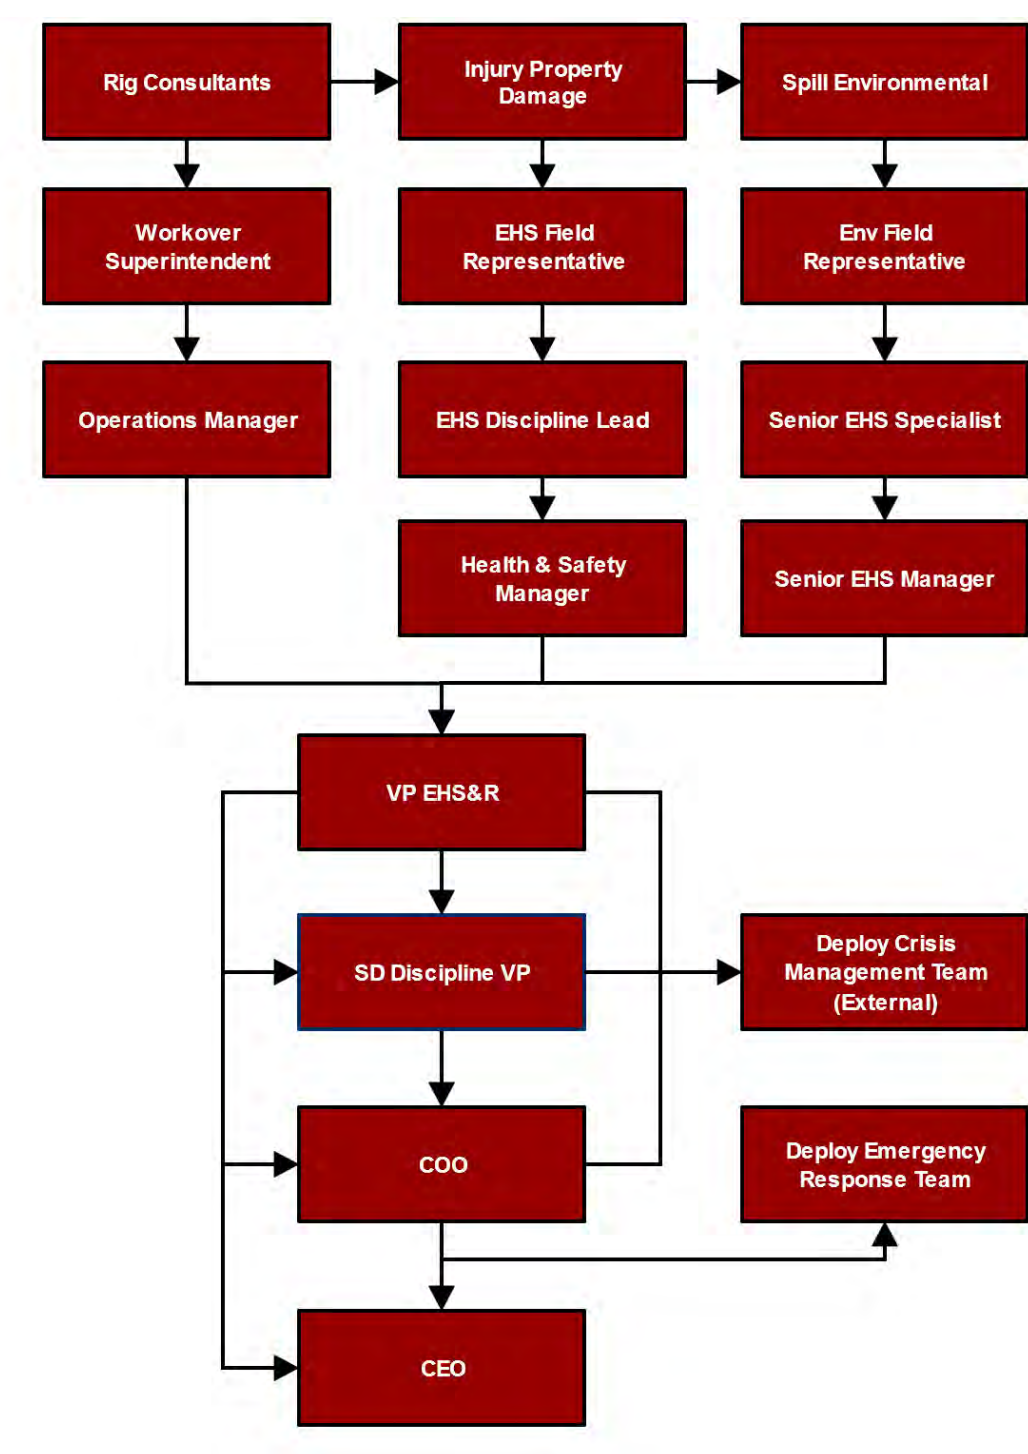 Rig Consultants
Injury Property
Damage
Spill Environmental
Workover
Superintendent
EHS Field
Representative
Env Field
Representative
Operations Manager
EHS Discipline Lead
Senior EHS Specialist
Health & Safety
Manager
Senior EHS Manager
VP EHS&R
SD Discipline VP
Deploy Crisis
Management Team
(External)
COO
Deploy Emergency
Response Team
CEO